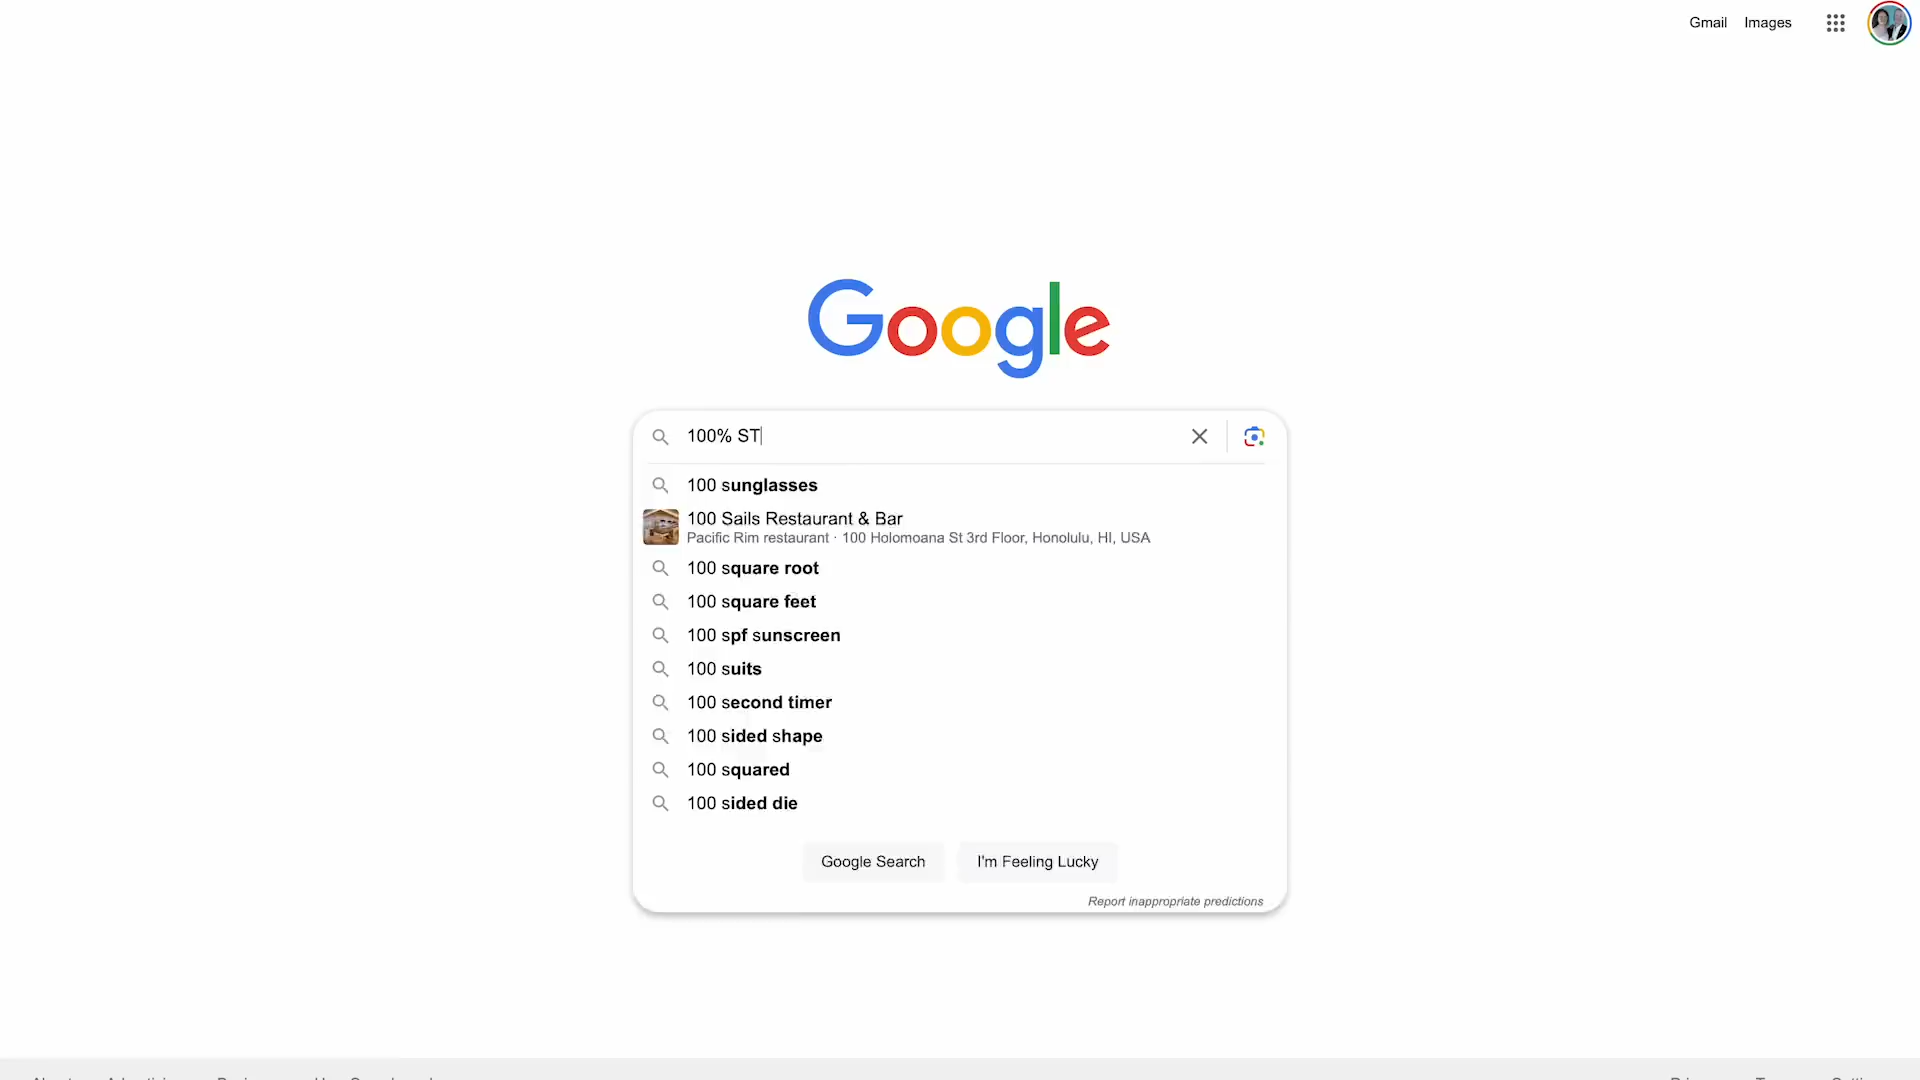 Gmail Images
Google
100% ST
100 sunglasses
100 Sails Restaurant & Bar
Pacific Rim restaurant · 100 Holomoana St 3rd Floor, Honolulu, HI, USA
100 square root
100 square feet
100 spf sunscreen
100 suits
100 second timer
100 sided shape
100 squared
100 sided die
Google Search I'm Feeling Lucky
Report inappropriate predictions